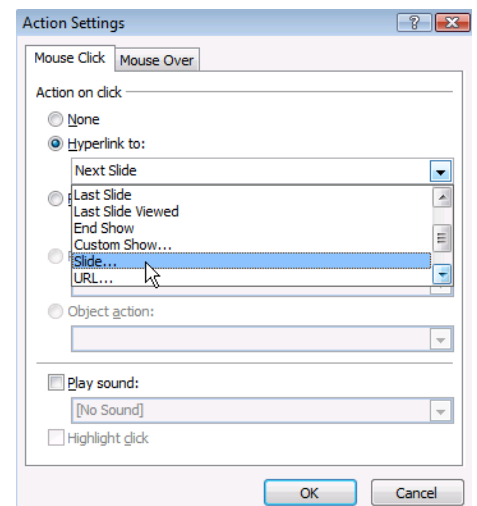 Action Settings
Mouse Click Mouse Over
Action on click
None
Hyperlink to:
Next Slide
Last Slide
Last Slide Viewed
End Show
Custom Show...
Slide...
URL...
Object action:
Play sound:
[No Sound]
Highlight click
OK Cancel